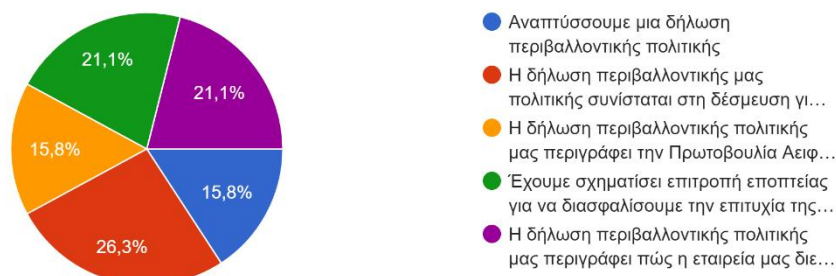 21,1%
21,1%
15,8%
15,8%
26,3%
Αναπτύσσουμε μια δήλωση
περιβαλλοντικής πολιτικής
Η δήλωση περιβαλλοντικής μας
πολιτικής συνίσταται στη δέσμευση γι…
Η δήλωση περιβαλλοντικής πολιτικής
μας περιγράφει την Πρωτοβουλία Αειφ…
Έχουμε σχηματίσει επιτροπή εποπτείας
για να διασφαλίσουμε την επιτυχία της…
Η δήλωση περιβαλλοντικής πολιτικής
μας περιγράφει πώς η εταιρεία μας διε…